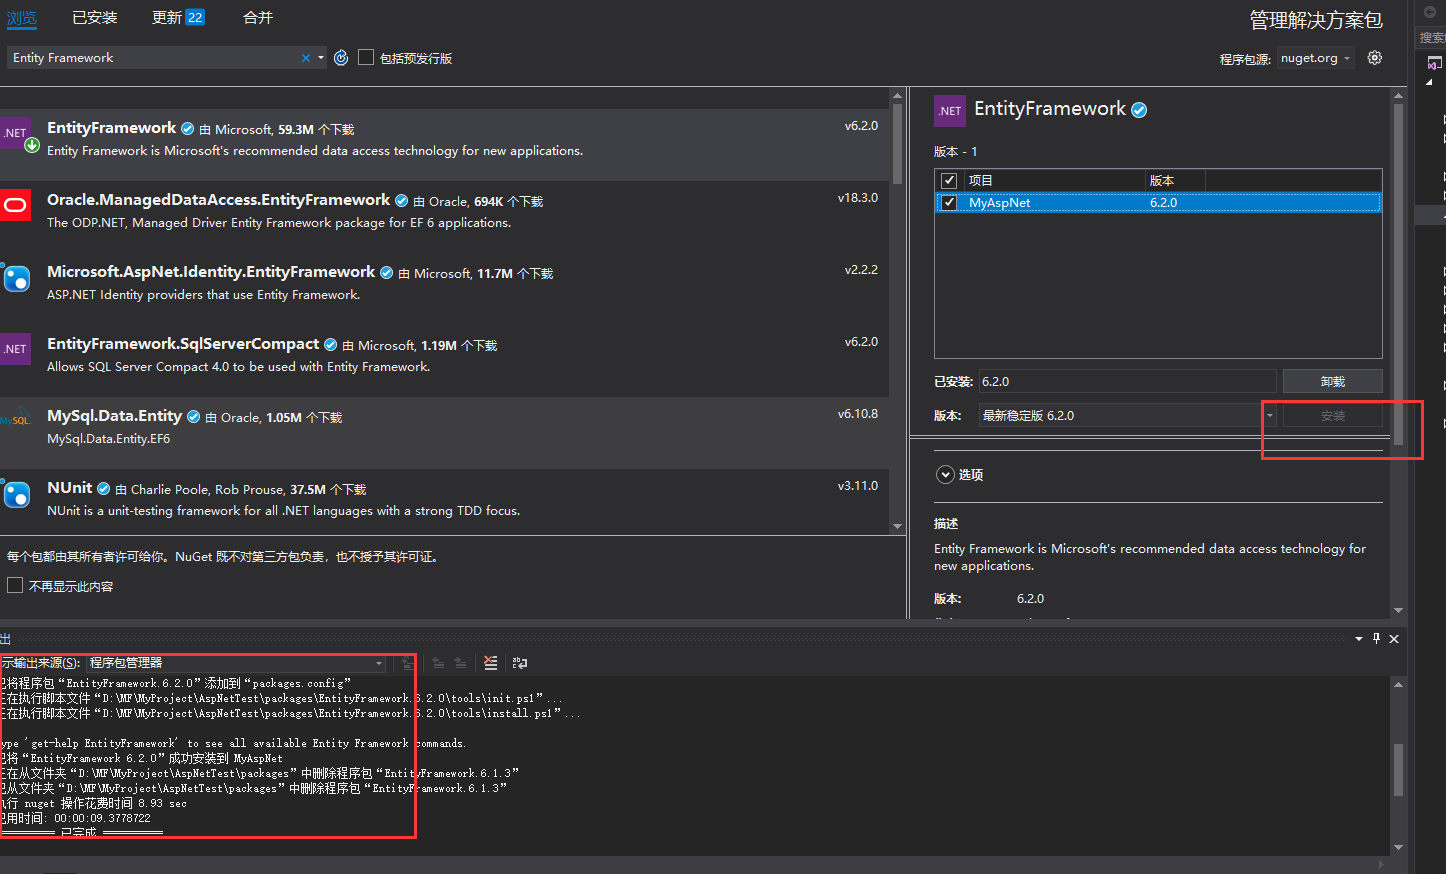 浏览 已安装 更新 22 合并
管理解决方案包
Entity Framework
包括预发行版
程序包源: nuget.org
搜索
.NET
EntityFramework 由 Microsoft, 59.3M 个下载 v6.2.0
Entity Framework is Microsoft's recommended data access technology for new applications.
Oracle.ManagedDataAccess.EntityFramework 由 Oracle, 694K 个下载 v18.3.0
The ODP.NET, Managed Driver Entity Framework package for EF 6 applications.
Microsoft.AspNet.Identity.EntityFramework 由 Microsoft, 11.7M 个下载 v2.2.2
ASP.NET Identity providers that use Entity Framework.
.NET
EntityFramework.SqlServerCompact 由 Microsoft, 1.19M 个下载 v6.2.0
Allows SQL Server Compact 4.0 to be used with Entity Framework.
MySQL
MySql.Data.Entity 由 Oracle, 1.05M 个下载 v6.10.8
MySql.Data.Entity.EF6
NUnit 由 Charlie Poole, Rob Prouse, 37.5M 个下载 v3.11.0
NUnit is a unit-testing framework for all .NET languages with a strong TDD focus.
每个包都由其所有者许可给你。NuGet 既不对第三方包负责，也不授予其许可证。
不再显示此内容
.NET
EntityFramework
版本 - 1
项目 版本
MyAspNet 6.2.0
已安装: 6.2.0 卸载
版本: 最新稳定版 6.2.0 安装
选项
描述
Entity Framework is Microsoft's recommended data access technology for
new applications.
版本: 6.2.0
出
示输出来源(S): 程序包管理器
已将程序包“EntityFramework.6.2.0”添加到“packages.config”
正在执行脚本文件“D:\MF\MyProject\AspNetTest\packages\EntityFramework.6.2.0\tools\init.ps1”...
正在执行脚本文件“D:\MF\MyProject\AspNetTest\packages\EntityFramework.6.2.0\tools\install.ps1”...
ype 'get-help EntityFramework' to see all available Entity Framework commands.
已将“EntityFramework 6.2.0”成功安装到 MyAspNet
正在从文件夹“D:\MF\MyProject\AspNetTest\packages”中删除程序包“EntityFramework.6.1.3”
已从文件夹“D:\MF\MyProject\AspNetTest\packages”中删除程序包“EntityFramework.6.1.3”
执行 nuget 操作花费时间 8.93 sec
已用时间: 00:00:09.3778722
========== 已完成 ==========